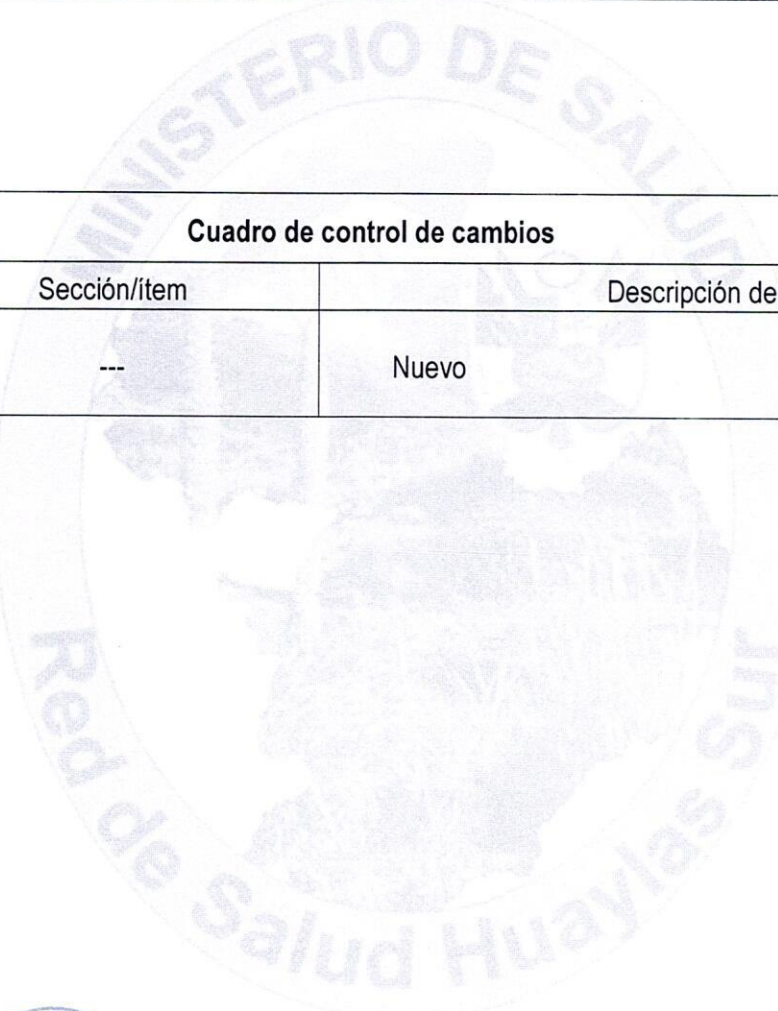 MINISTERIO DE SALUD
Cuadro de control de cambios
Sección/ítem Descripción de
--- Nuevo
Red de Salud Huaylas Sur